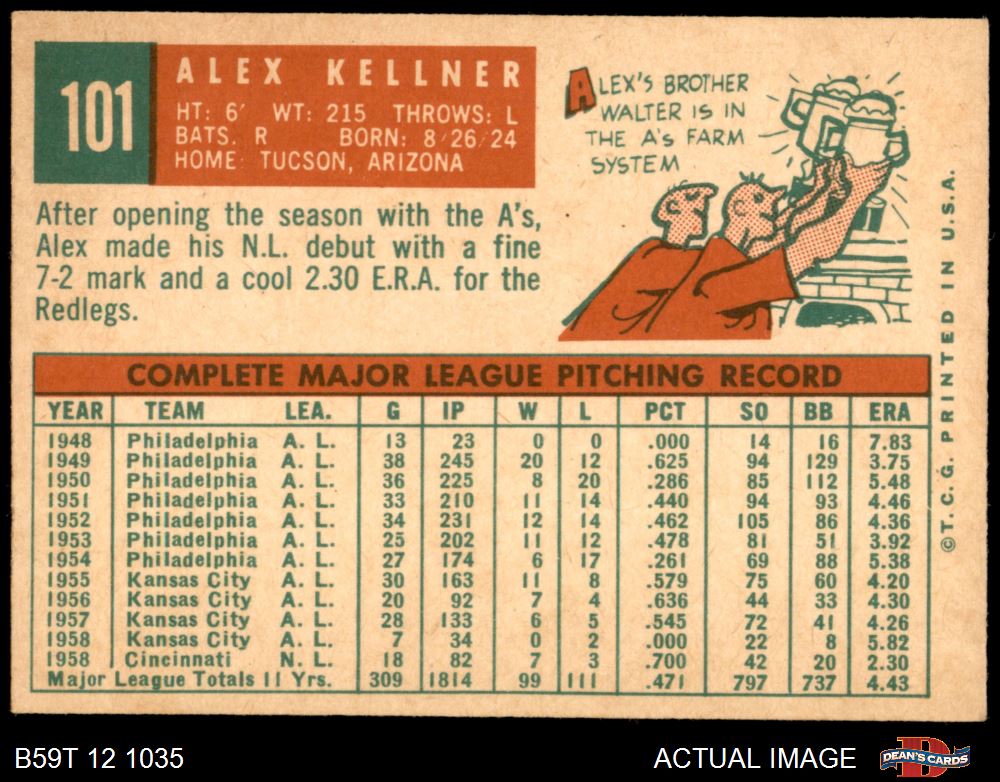 101
ALEX KELLNER
HT: 6' WT: 215 THROWS: L
BATS. R BORN: 8/26/24
HOME: TUCSON, ARIZONA
ALEX'S BROTHER
WALTER IS IN
THE A's FARM
SYSTEM
After opening the season with the A's,
Alex made his N.L. debut with a fine
7-2 mark and a cool 2.30 E.R.A. for the
Redlegs.
COMPLETE MAJOR LEAGUE PITCHING RECORD
YEAR TEAM LEA. G IP W L PCT SO BB ERA
1948 Philadelphia A. L. 13 23 0 0 .000 14 16 7.83
1949 Philadelphia A. L. 38 245 20 12 .625 94 129 3.75
1950 Philadelphia A. L. 36 225 8 20 .286 85 112 5.48
1951 Philadelphia A. L. 33 210 11 14 .440 94 93 4.46
1952 Philadelphia A. L. 34 231 12 14 .462 105 86 4.36
1953 Philadelphia A. L. 25 202 11 12 .478 81 51 3.92
1954 Philadelphia A. L. 27 174 6 17 .261 69 88 5.38
1955 Kansas City A. L. 30 163 11 8 .579 75 60 4.20
1956 Kansas City A. L. 20 92 7 4 .636 44 33 4.30
1957 Kansas City A. L. 28 133 6 5 .545 72 41 4.26
1958 Kansas City A. L. 7 34 0 2 .000 22 8 5.82
1958 Cincinnati N. L. 18 82 7 3 .700 42 20 2.30
Major League Totals 11 Yrs. 309 1814 99 111 .471 797 737 4.43
©T.C.G. PRINTED IN U.S.A.
B59T 12 1035
ACTUAL IMAGE
DEAN'S CARDS